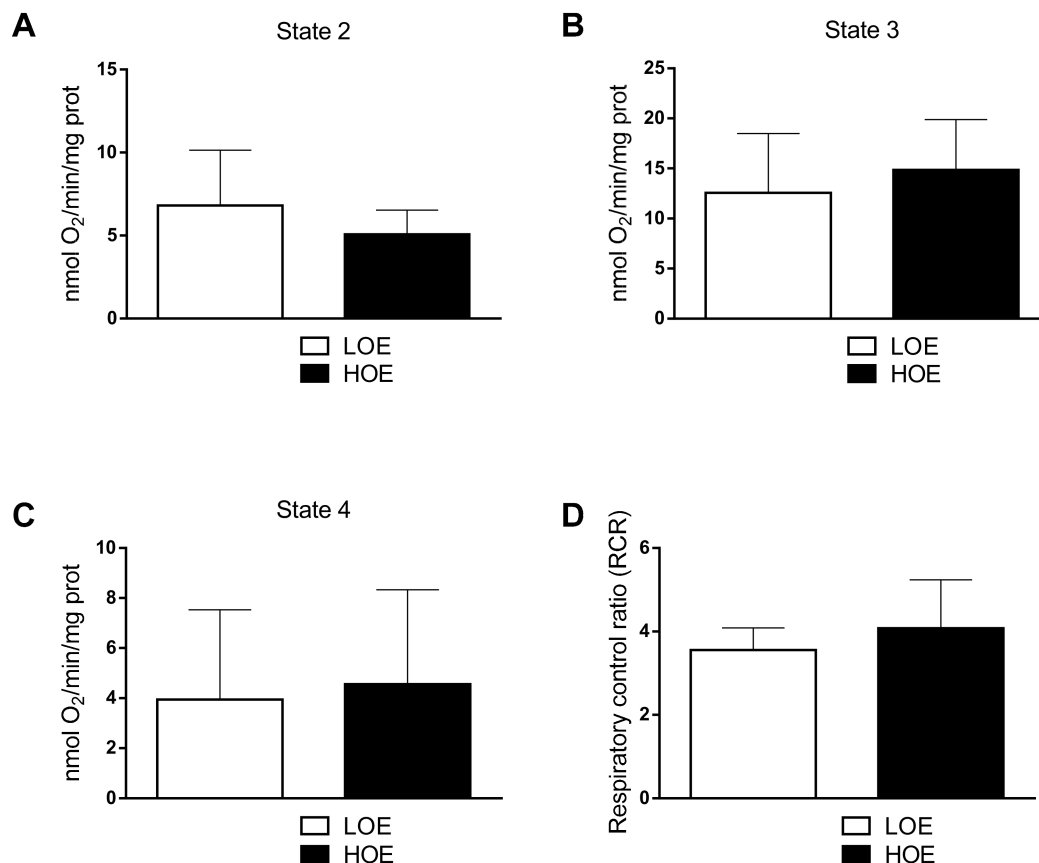 A
State 2
nmol O2/min/mg prot
15
10
5
0
LOE
HOE
B
State 3
nmol O2/min/mg prot
25
20
15
10
5
0
LOE
HOE
C
State 4
nmol O2/min/mg prot
10
8
6
4
2
0
LOE
HOE
D
Respiratory control ratio (RCR)
6
4
2
0
LOE
HOE